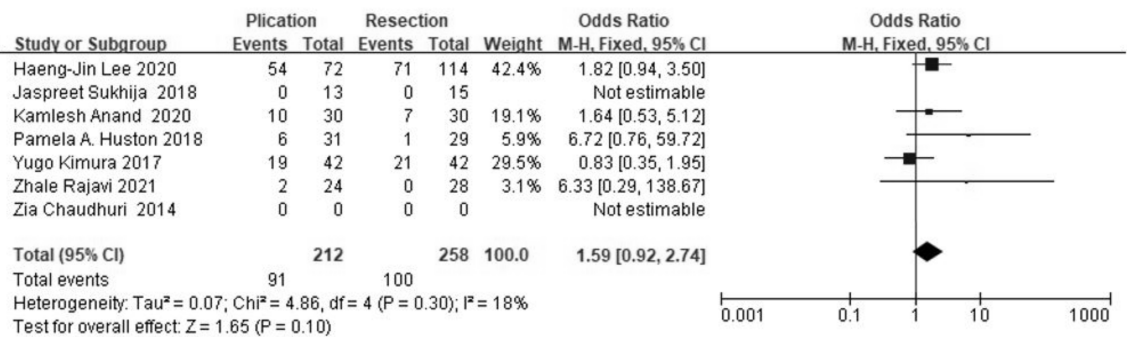 Plication Resection Odds Ratio Odds Ratio
Study or Subgroup Events Total Events Total Weight M-H, Fixed, 95% CI M-H, Fixed, 95% CI
Haeng-Jin Lee 2020 54 72 71 114 42.4% 1.82 [0.94, 3.50]
Jaspreet Sukhija 2018 0 13 0 15 Not estimable
Kamlesh Anand 2020 10 30 7 30 19.1% 1.64 [0.53, 5.12]
Pamela A. Huston 2018 6 31 1 29 5.9% 6.72 [0.76, 59.72]
Yugo Kimura 2017 19 42 21 42 29.5% 0.83 [0.35, 1.95]
Zhale Rajavi 2021 2 24 0 28 3.1% 6.33 [0.29, 138.67]
Zia Chaudhuri 2014 0 0 0 0 Not estimable
Total (95% CI) 212 258 100.0 1.59 [0.92, 2.74]
Total events 91 100
Heterogeneity: Tau² = 0.07; Chi² = 4.86, df = 4 (P = 0.30); I² = 18%
Test for overall effect: Z = 1.65 (P = 0.10)
0.001 0.1 1 10 1000